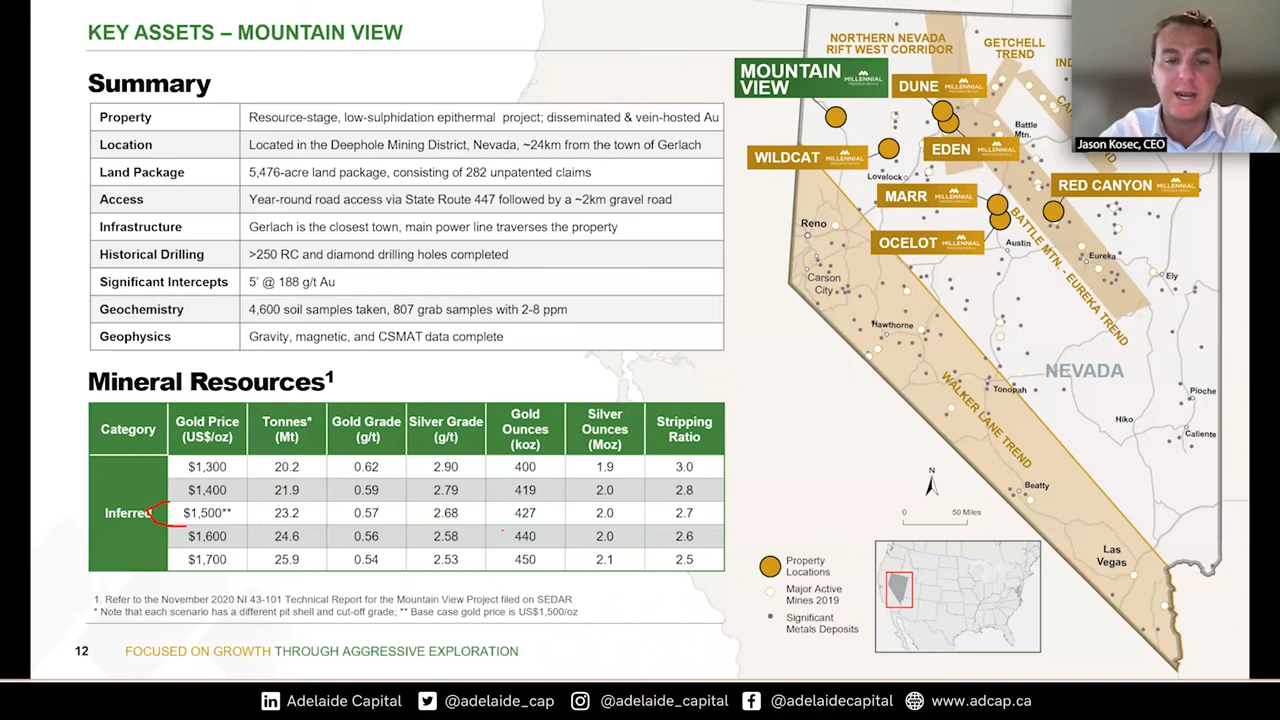 KEY ASSETS – MOUNTAIN VIEW
Summary
Property Resource-stage, low-sulphidation epithermal project; disseminated & vein-hosted Au
Location Located in the Deephole Mining District, Nevada, ~24km from the town of Gerlach
Land Package 5,476-acre land package, consisting of 282 unpatented claims
Access Year-round road access via State Route 447 followed by a ~2km gravel road
Infrastructure Gerlach is the closest town, main power line traverses the property
Historical Drilling >250 RC and diamond drilling holes completed
Significant Intercepts 5' @ 188 g/t Au
Geochemistry 4,600 soil samples taken, 807 grab samples with 2-8 ppm
Geophysics Gravity, magnetic, and CSMAT data complete
Mineral Resources1
Category Gold Price (US$/oz) Tonnes* (Mt) Gold Grade (g/t) Silver Grade (g/t) Gold Ounces (koz) Silver Ounces (Moz) Stripping Ratio
$1,300 20.2 0.62 2.90 400 1.9 3.0
$1,400 21.9 0.59 2.79 419 2.0 2.8
Inferred $1,500** 23.2 0.57 2.68 427 2.0 2.7
$1,600 24.6 0.56 2.58 440 2.0 2.6
$1,700 25.9 0.54 2.53 450 2.1 2.5
1. Refer to the November 2020 NI 43-101 Technical Report for the Mountain View Project filed on SEDAR
* Note that each scenario has a different pit shell and cut-off grade; ** Base case gold price is US$1,500/oz
12 FOCUSED ON GROWTH THROUGH AGGRESSIVE EXPLORATION
NORTHERN NEVADA
RIFT WEST CORRIDOR
GETCHELL
TREND
MOUNTAIN
VIEW
MILLENNIAL
DUNE MILLENNIAL
Battle
Mtn.
Jason Kosec, CEO
WILDCAT MILLENNIAL
EDEN MILLENNIAL
Lovelock
MARR MILLENNIAL
RED CANYON MILLENNIAL
OCELOT MILLENNIAL
Reno
Austin
BATTLE MTN. - EUREKA TREND
Eureka
Ely
Carson
City
Hawthorne
NEVADA
WALKER LANE TREND
Tonopah
Pioche
Hiko
Caliente
Beatty
N
0 50 Miles
Las
Vegas
Property
Locations
Major Active
Mines 2019
Significant
Metals Deposits
Adelaide Capital @adelaide_cap @adelaide_capital @adelaidecapital www.adcap.ca